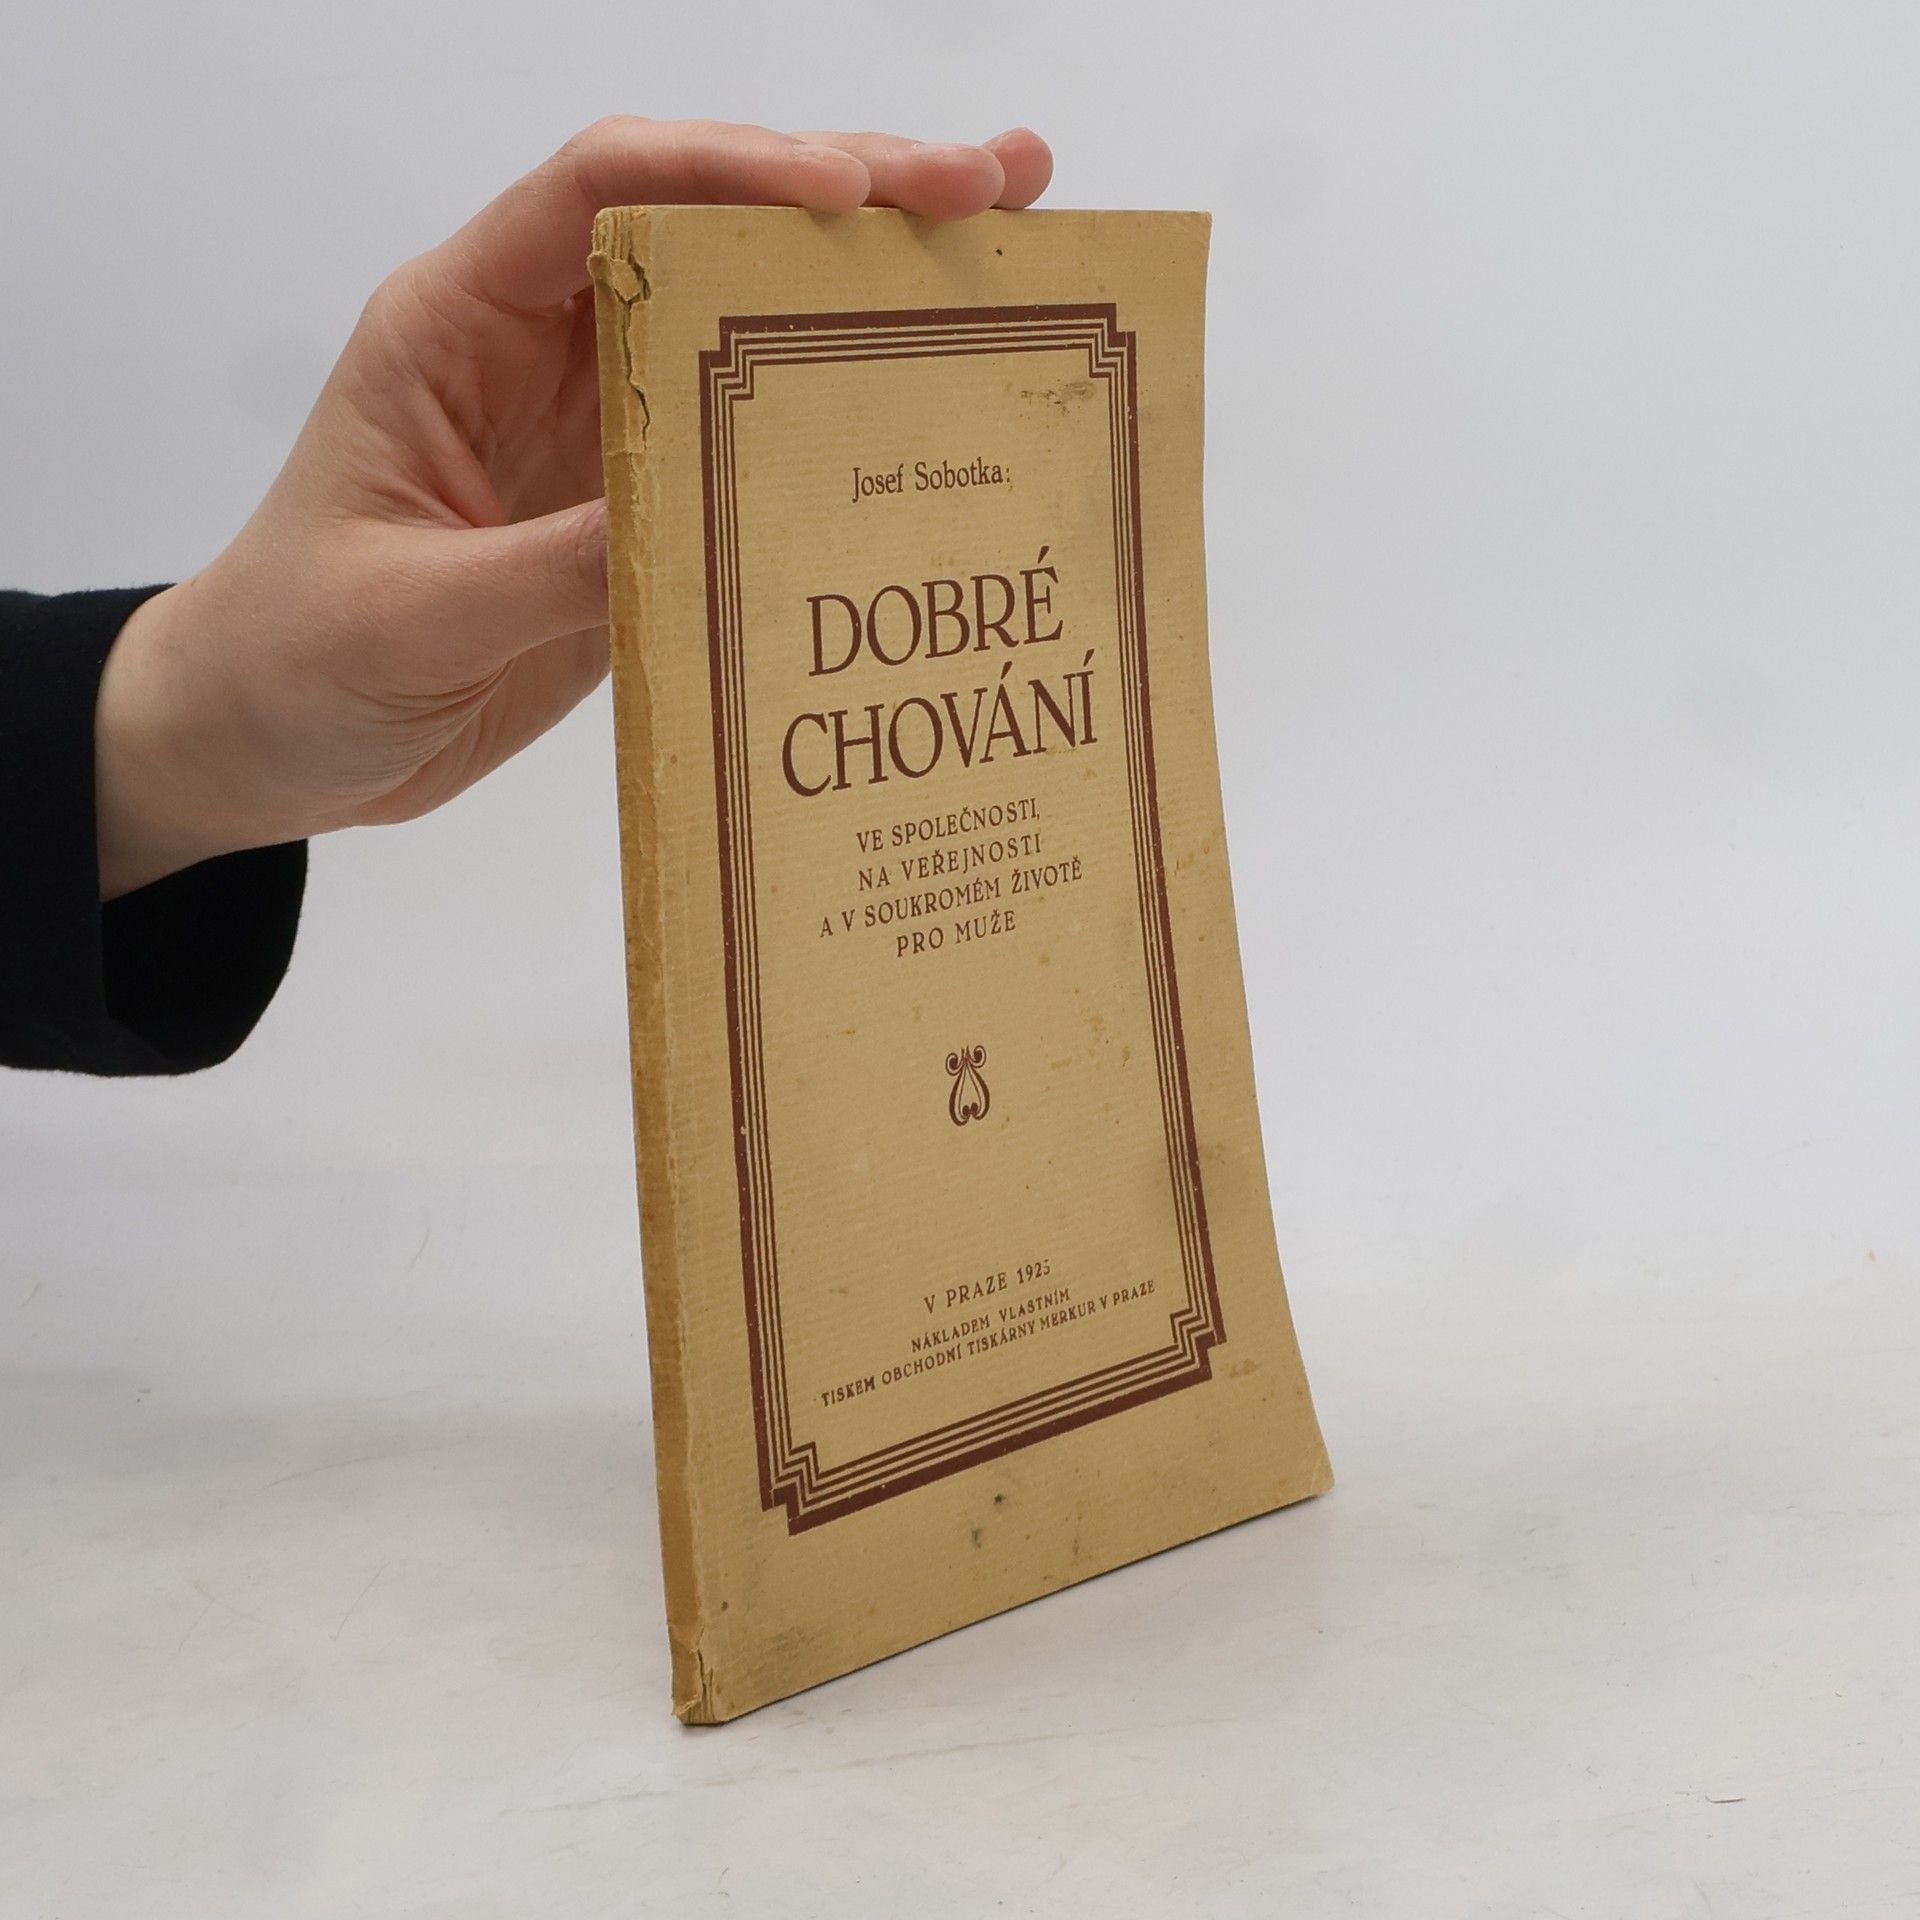 Josef Sobotka:
DOBRÉ
CHOVÁNÍ
VE SPOLEČNOSTI,
NA VEŘEJNOSTI
A V SOUKROMÉM ŽIVOTĚ
PRO MUŽE
V PRAZE 1923
NÁKLADEM VLASTNÍM
TISKEM OBCHODNÍ TISKÁRNY MERKUR V PRAZE